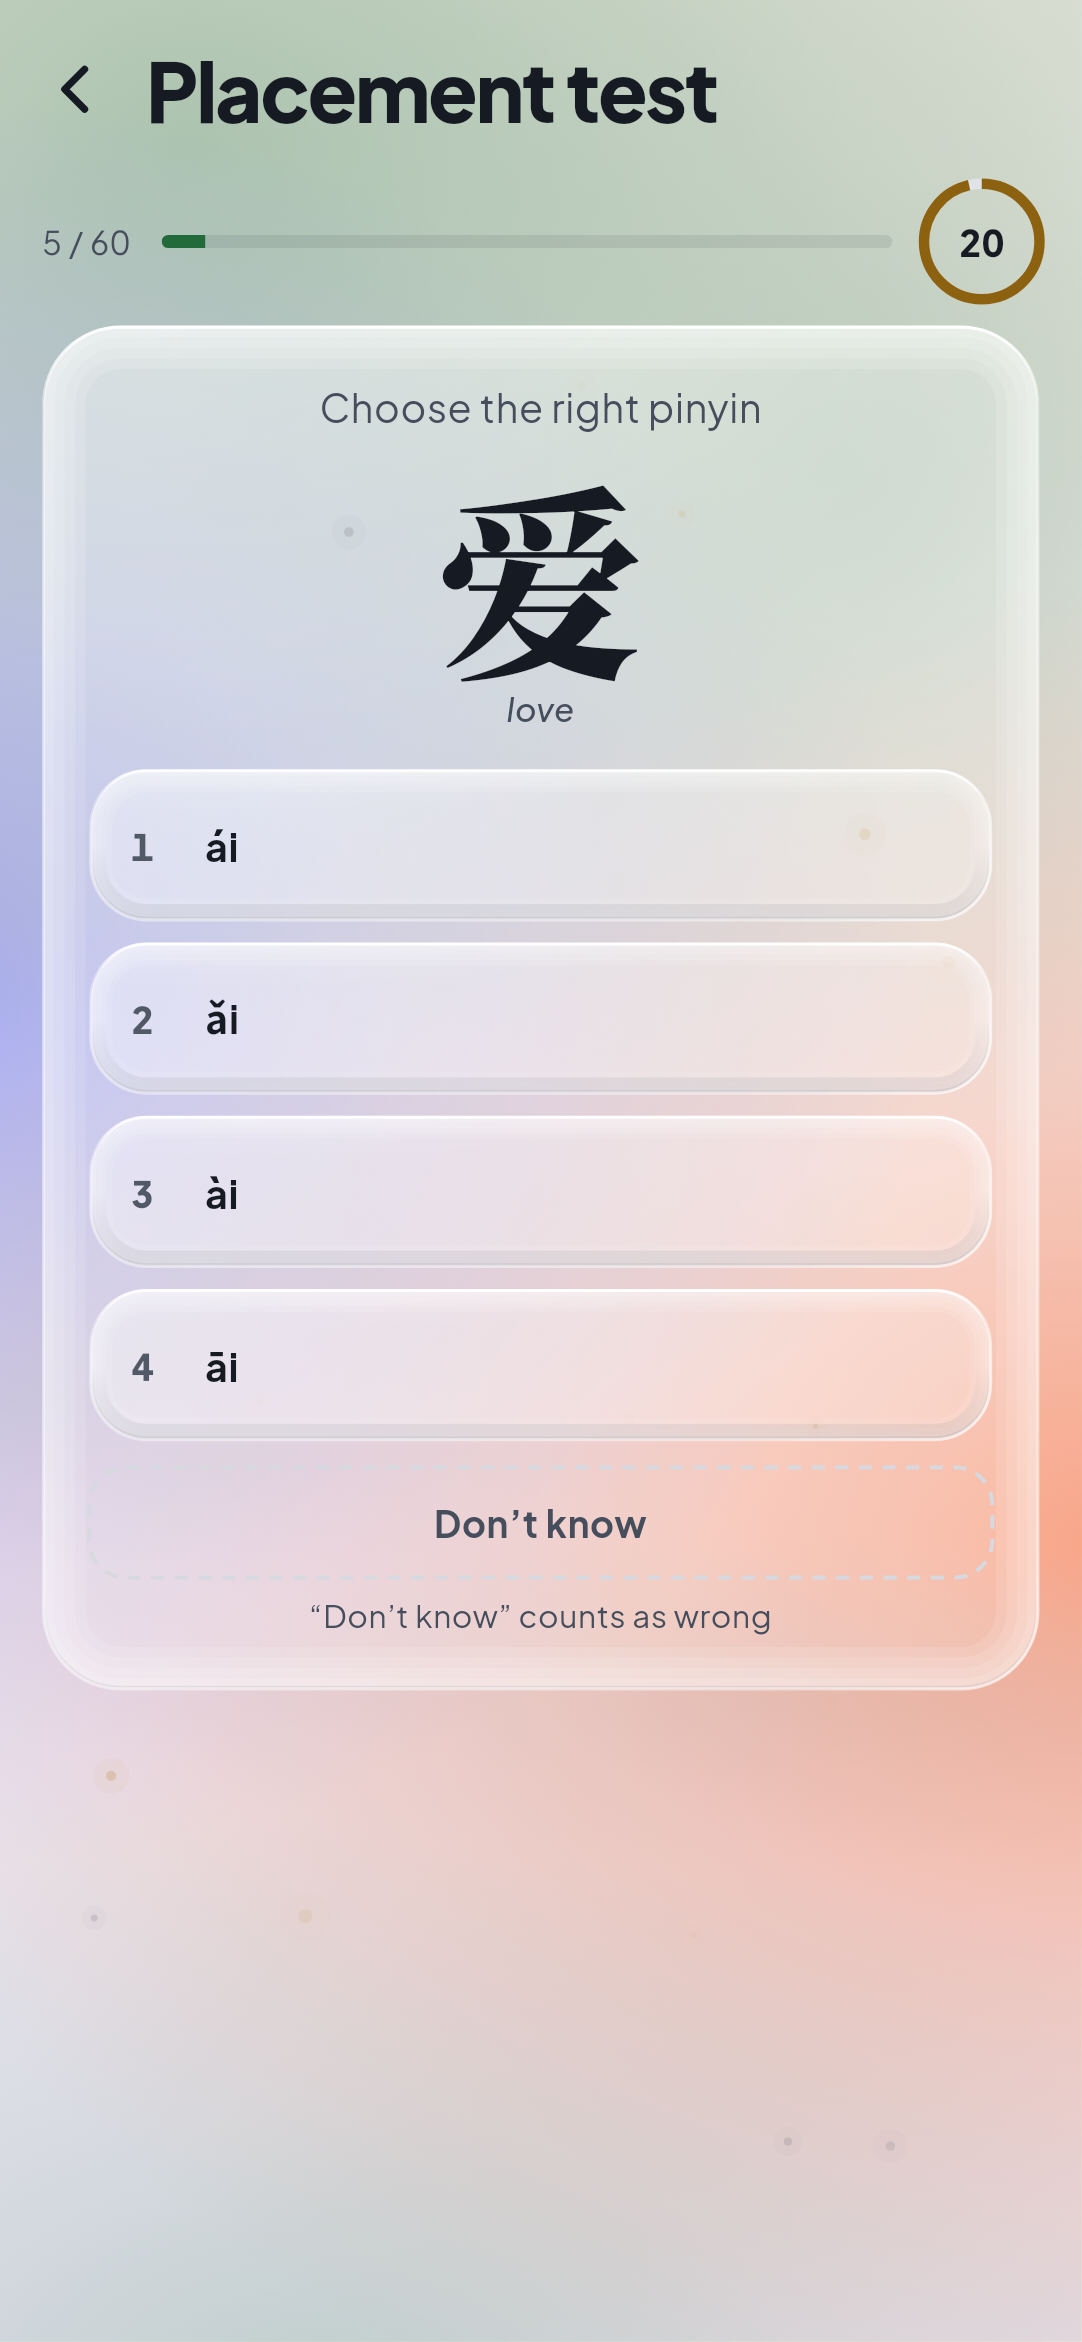 Placement test
5 / 60
20
Choose the right pinyin
爱
love
1 ái
2 ǎi
3 ài
4 āi
Don’t know
“Don’t know” counts as wrong